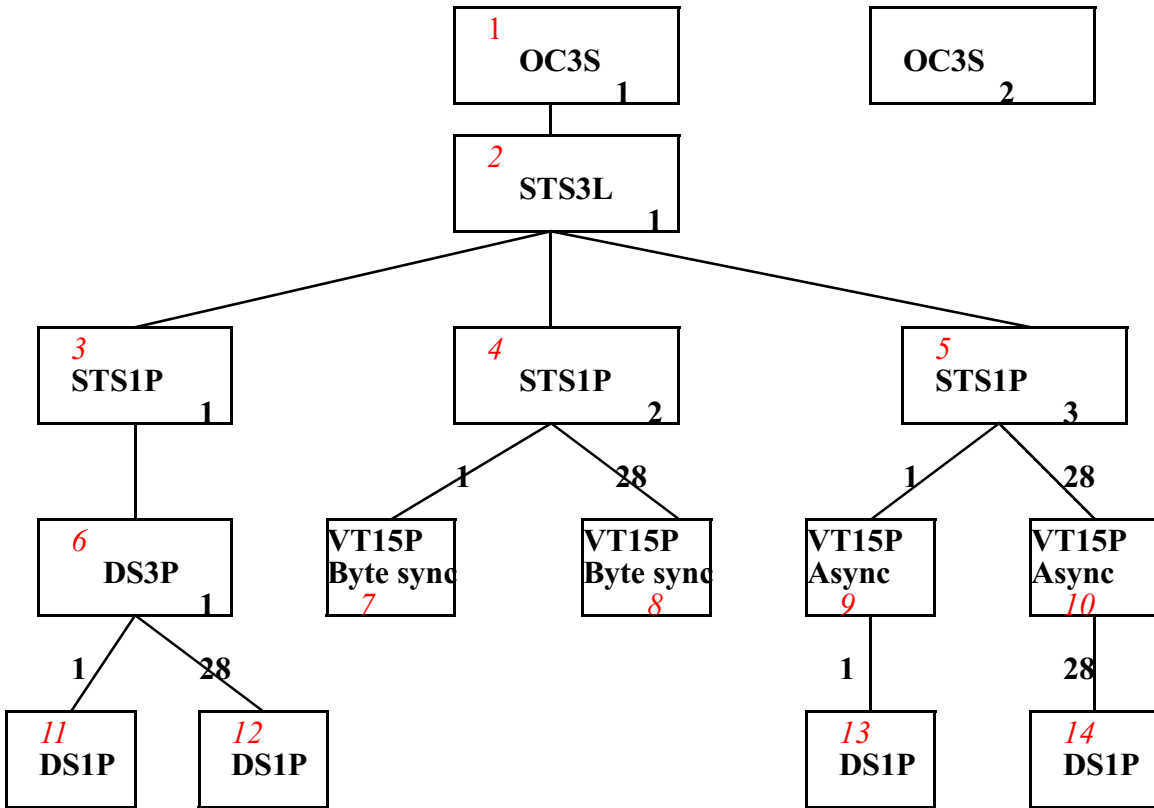 1
OC3S
1
OC3S
2
2
STS3L
1
3
STS1P
1
4
STS1P
2
5
STS1P
3
1
28
1
28
6
DS3P
1
VT15P
Byte sync
7
VT15P
Byte sync
8
VT15P
Async
9
VT15P
Async
10
1
28
1
28
11
DS1P
12
DS1P
13
DS1P
14
DS1P